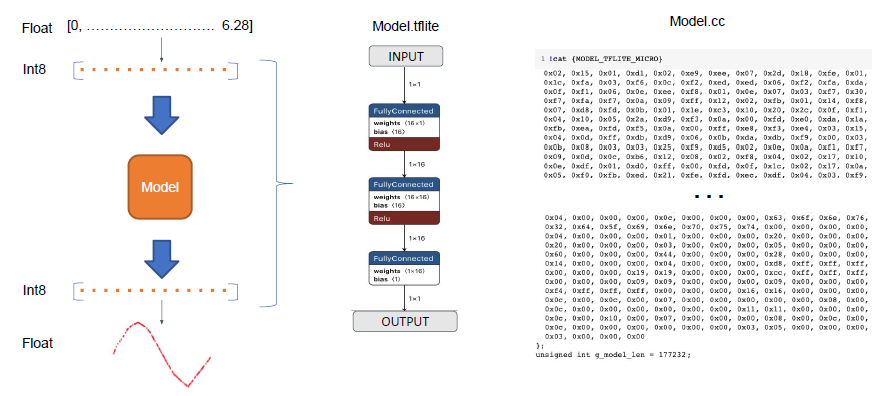 Float [0, ........................... 6.28]
Int8
Model
Int8
Float
Model.tflite
INPUT
1×1
FullyConnected
weights ⟨16×1⟩
bias ⟨16⟩
Relu
1×16
FullyConnected
weights ⟨16×16⟩
bias ⟨16⟩
Relu
1×16
FullyConnected
weights ⟨1×16⟩
bias ⟨1⟩
1×1
OUTPUT
Model.cc
1 !cat {MODEL_TFLITE_MICRO}
0x02, 0x15, 0x01, 0xd1, 0x02, 0xe9, 0xee, 0x07, 0x2d, 0x18, 0xfe, 0x01,
0x1c, 0xfa, 0x03, 0xf6, 0x0c, 0xf2, 0xed, 0xed, 0x06, 0xf2, 0xfa, 0xda,
0x0f, 0xf1, 0x06, 0x0e, 0xee, 0xf8, 0x01, 0x0e, 0x07, 0x03, 0xf7, 0x30,
0xf7, 0xfa, 0xf7, 0x0a, 0x09, 0xff, 0x12, 0x02, 0xfb, 0x01, 0x14, 0xf8,
0x07, 0xd8, 0xfd, 0x0b, 0x01, 0x1e, 0xc3, 0x10, 0x20, 0x2c, 0x0f, 0xf1,
0x04, 0x10, 0x05, 0x2a, 0xd9, 0xf3, 0x0a, 0x00, 0xfd, 0xe0, 0xda, 0x1a,
0xfb, 0xea, 0xfd, 0xf5, 0x0a, 0x00, 0xff, 0xe8, 0xf3, 0xe4, 0x03, 0x15,
0x04, 0x0d, 0xff, 0xdb, 0xd9, 0x06, 0x0b, 0xda, 0xdb, 0xf9, 0x00, 0x03,
0x0b, 0x08, 0x03, 0x03, 0x25, 0xf9, 0xd5, 0x02, 0x0e, 0x0a, 0xf1, 0xf7,
0x09, 0x0d, 0x0c, 0xb6, 0x12, 0x08, 0x02, 0xf8, 0x04, 0x02, 0x17, 0x10,
0x0e, 0xdf, 0x01, 0xd0, 0xff, 0x00, 0xfd, 0x0f, 0x1c, 0x02, 0x17, 0x0a,
0x05, 0xf0, 0xfb, 0xed, 0x21, 0xfe, 0xfd, 0xec, 0xdf, 0x04, 0x03, 0xf9,
...
0x04, 0x00, 0x00, 0x00, 0x0c, 0x00, 0x00, 0x00, 0x63, 0x6f, 0x6e, 0x76,
0x32, 0x64, 0x5f, 0x69, 0x6e, 0x70, 0x75, 0x74, 0x00, 0x00, 0x00, 0x00,
0x04, 0x00, 0x00, 0x00, 0x01, 0x00, 0x00, 0x00, 0x20, 0x00, 0x00, 0x00,
0x20, 0x00, 0x00, 0x00, 0x03, 0x00, 0x00, 0x00, 0x05, 0x00, 0x00, 0x00,
0x60, 0x00, 0x00, 0x00, 0x44, 0x00, 0x00, 0x00, 0x28, 0x00, 0x00, 0x00,
0x14, 0x00, 0x00, 0x00, 0x04, 0x00, 0x00, 0x00, 0xd8, 0xff, 0xff, 0xff,
0x00, 0x00, 0x00, 0x19, 0x19, 0x00, 0x00, 0x00, 0xcc, 0xff, 0xff, 0xff,
0x00, 0x00, 0x00, 0x09, 0x09, 0x00, 0x00, 0x00, 0x09, 0x00, 0x00, 0x00,
0xf4, 0xff, 0xff, 0xff, 0x00, 0x00, 0x00, 0x16, 0x16, 0x00, 0x00, 0x00,
0x0c, 0x00, 0x0c, 0x00, 0x07, 0x00, 0x00, 0x00, 0x00, 0x00, 0x08, 0x00,
0x0c, 0x00, 0x00, 0x00, 0x00, 0x00, 0x00, 0x11, 0x11, 0x00, 0x00, 0x00,
0x0c, 0x00, 0x10, 0x00, 0x07, 0x00, 0x00, 0x00, 0x08, 0x00, 0x0c, 0x00,
0x0c, 0x00, 0x00, 0x00, 0x00, 0x00, 0x00, 0x03, 0x05, 0x00, 0x00, 0x00,
0x03, 0x00, 0x00, 0x00
};
unsigned int g_model_len = 177232;